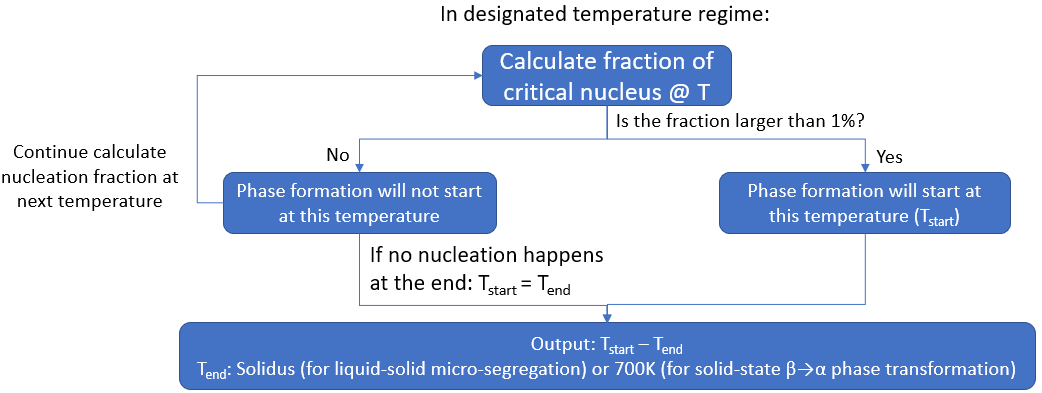 In designated temperature regime:
Calculate fraction of
critical nucleus @ T
Is the fraction larger than 1%?
No
Yes
Continue calculate
nucleation fraction at
next temperature
Phase formation will not start
at this temperature
Phase formation will start at
this temperature (Tstart)
If no nucleation happens
at the end: Tstart = Tend
Output: Tstart – Tend
Tend: Solidus (for liquid-solid micro-segregation) or 700K (for solid-state β→α phase transformation)